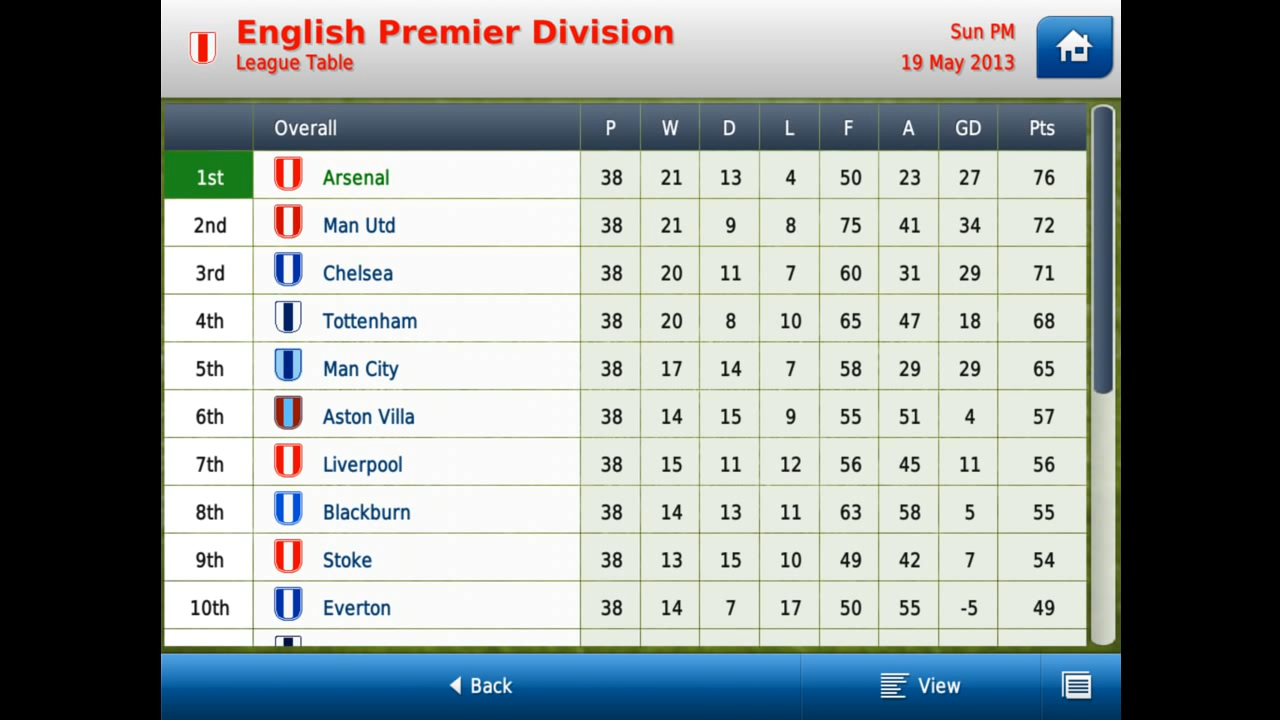 English Premier Division
League Table
Sun PM
19 May 2013
Overall P W D L F A GD Pts
1st Arsenal 38 21 13 4 50 23 27 76
2nd Man Utd 38 21 9 8 75 41 34 72
3rd Chelsea 38 20 11 7 60 31 29 71
4th Tottenham 38 20 8 10 65 47 18 68
5th Man City 38 17 14 7 58 29 29 65
6th Aston Villa 38 14 15 9 55 51 4 57
7th Liverpool 38 15 11 12 56 45 11 56
8th Blackburn 38 14 13 11 63 58 5 55
9th Stoke 38 13 15 10 49 42 7 54
10th Everton 38 14 7 17 50 55 -5 49
Back
View